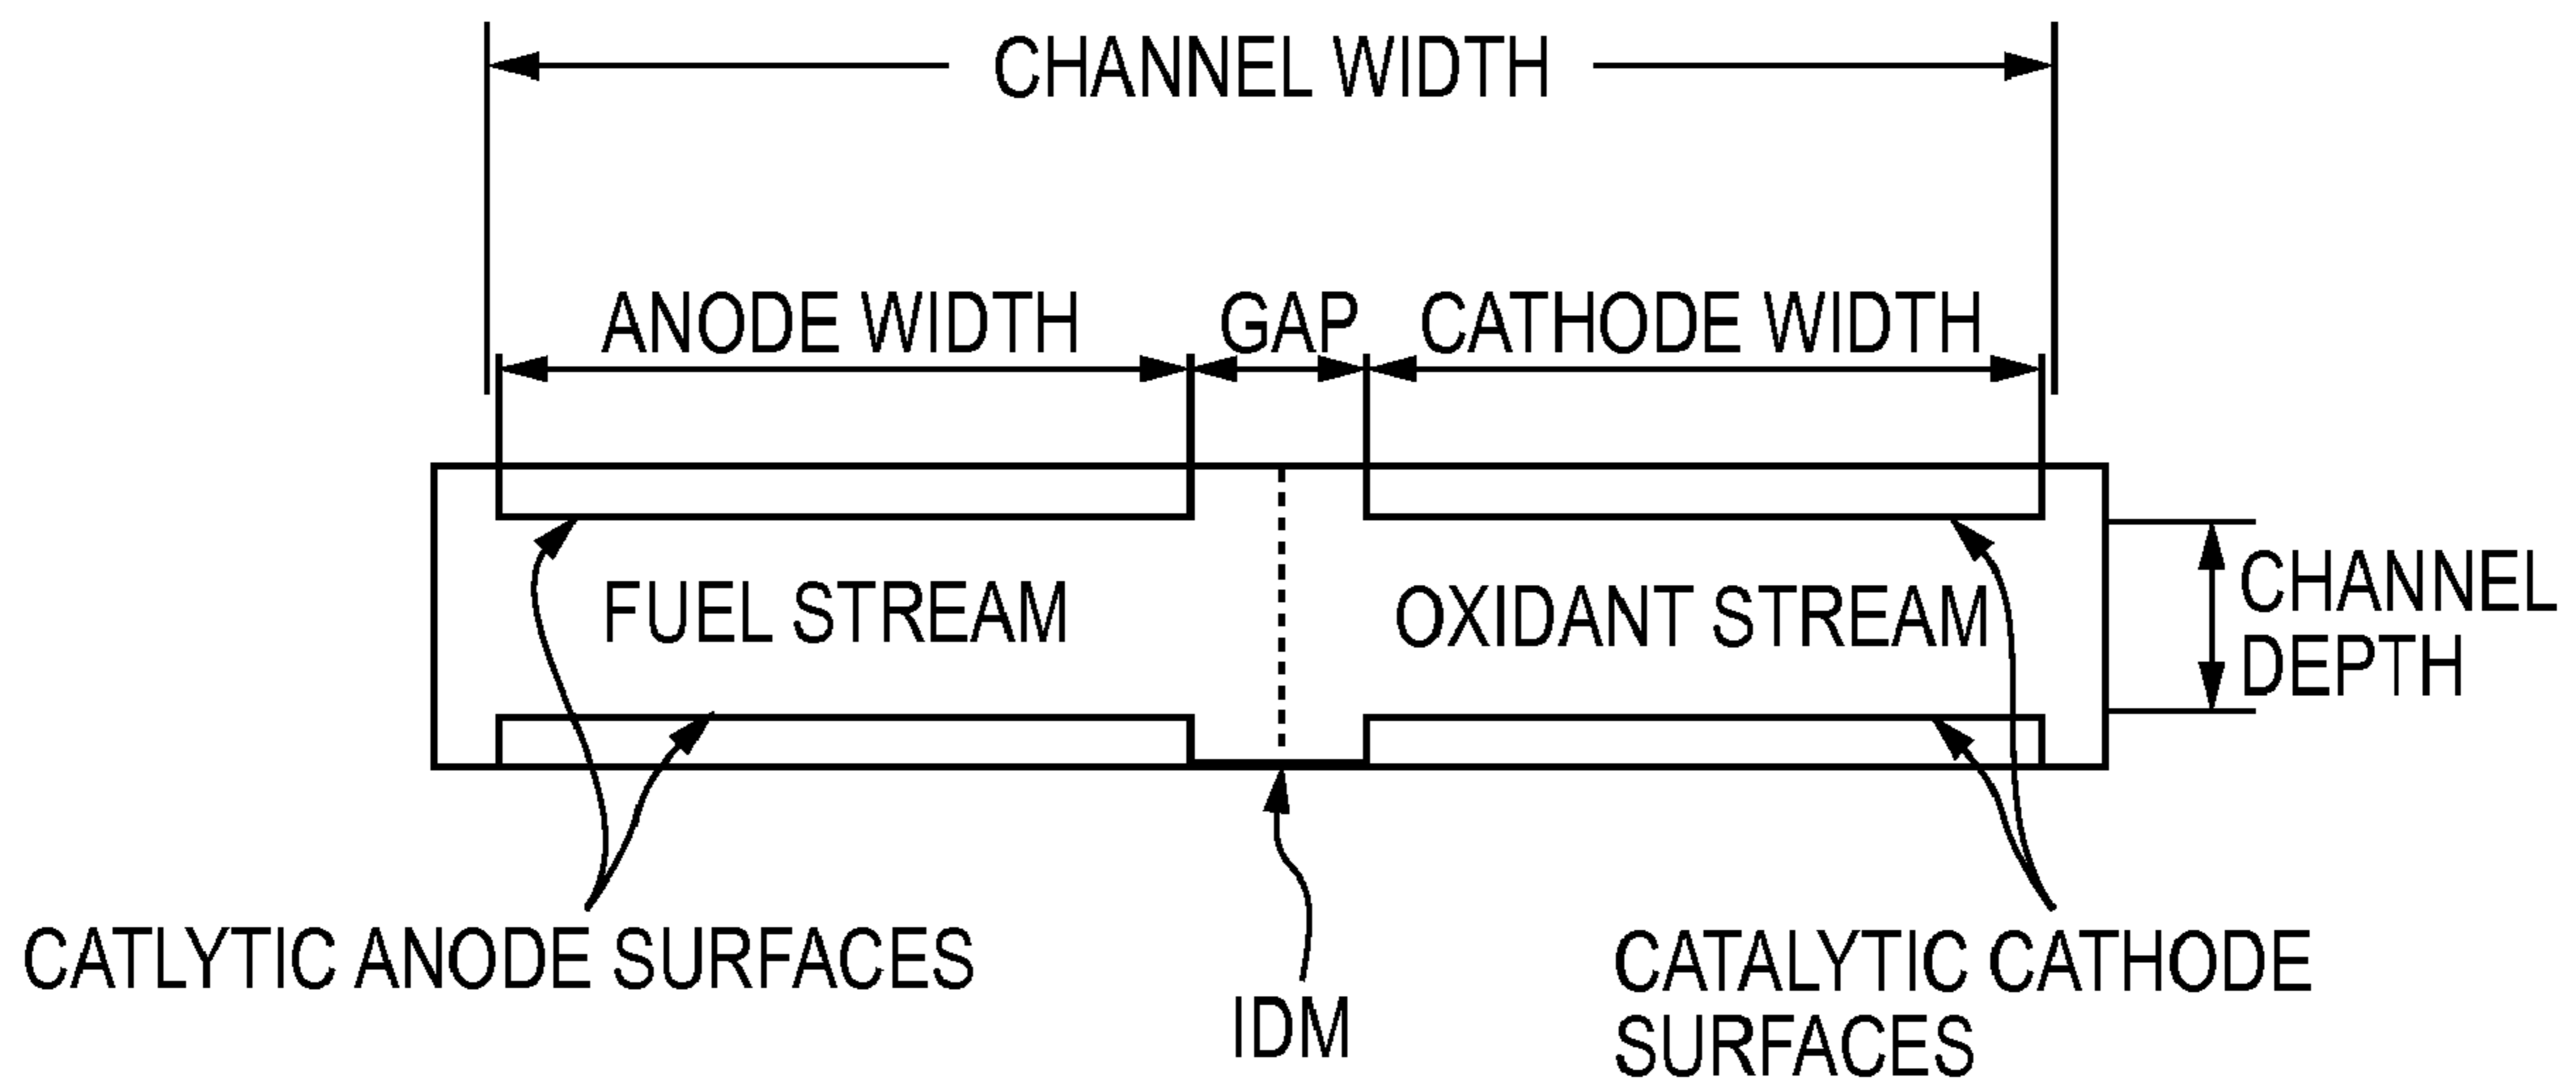 CHANNEL WIDTH
ANODE WIDTH
GAP
CATHODE WIDTH
FUEL STREAM
OXIDANT STREAM
CHANNEL
DEPTH
CATLYTIC ANODE SURFACES
IDM
CATALYTIC CATHODE
SURFACES